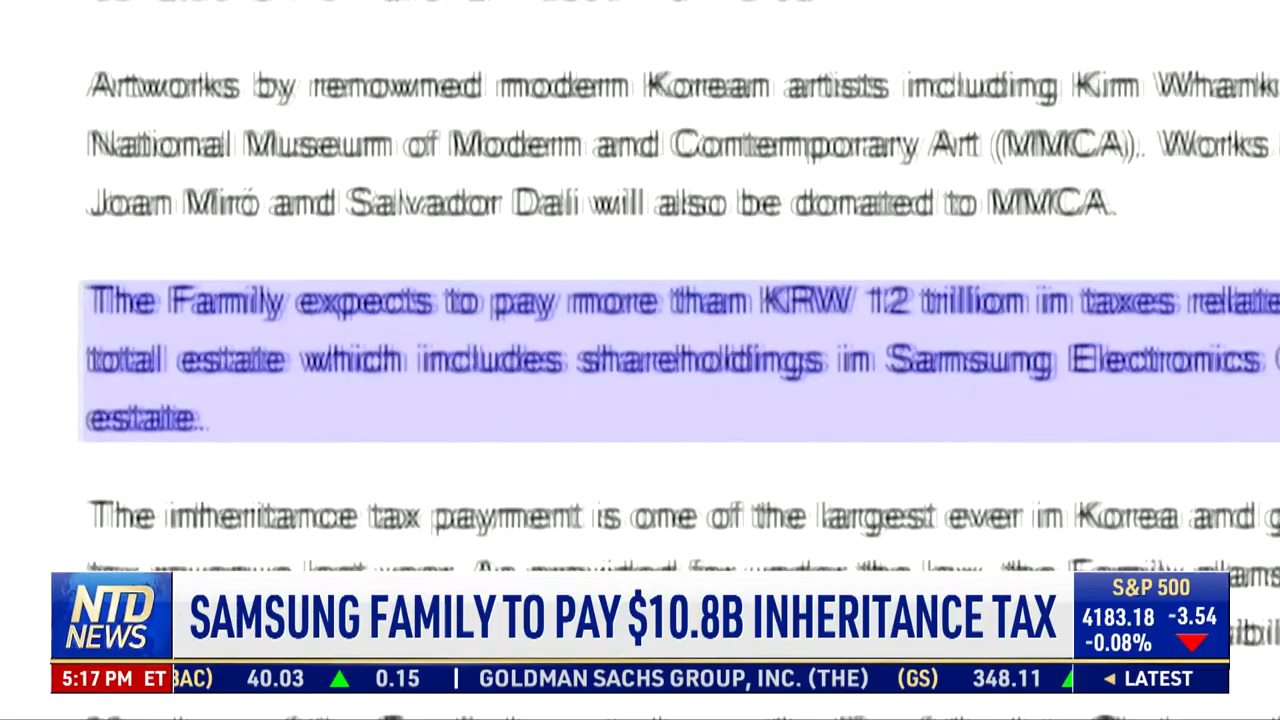 Artworks by renowned modern Korean artists including Kim Whank
National Museum of Modern and Contemporary Art (MMCA). Works
Joan Miró and Salvador Dali will also be donated to MMCA.
The Family expects to pay more than KRW 12 trillion in taxes relate
total estate which includes shareholdings in Samsung Electronics
estate.
The inheritance tax payment is one of the largest ever in Korea and
NTD
NEWS
SAMSUNG FAMILY TO PAY $10.8B INHERITANCE TAX
S&P 500
4183.18 -3.54
-0.08%
5:17 PM ET BAC) 40.03 ▲ 0.15 | GOLDMAN SACHS GROUP, INC. (THE) (GS) 348.11
◄ LATEST